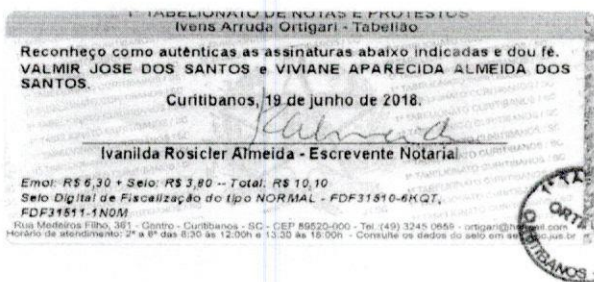 1º TABELIONATO DE NOTAS E PROTESTOS
Ivens Arruda Ortigari - Tabelião
Reconheço como autênticas as assinaturas abaixo indicadas e dou fé.
VALMIR JOSE DOS SANTOS e VIVIANE APARECIDA ALMEIDA DOS
SANTOS.
Curitibanos, 19 de junho de 2018.
Ivanilda Rosicler Almeida - Escrevente Notarial
Emol: R$ 6,30 + Selo: R$ 3,80 -- Total: R$ 10,10
Selo Digital de Fiscalização do tipo NORMAL - FDF31510-6KQT,
FDF31511-1N0M
Rua Medeiros Filho, 361 - Centro - Curitibanos - SC - CEP 89520-000 - Tel. (49) 3245 0659 - ortigari@
Horário de atendimento: 2ª a 6ª das 8:30 às 12:00h e 13:30 às 18:00h - Consulte os dados do selo em